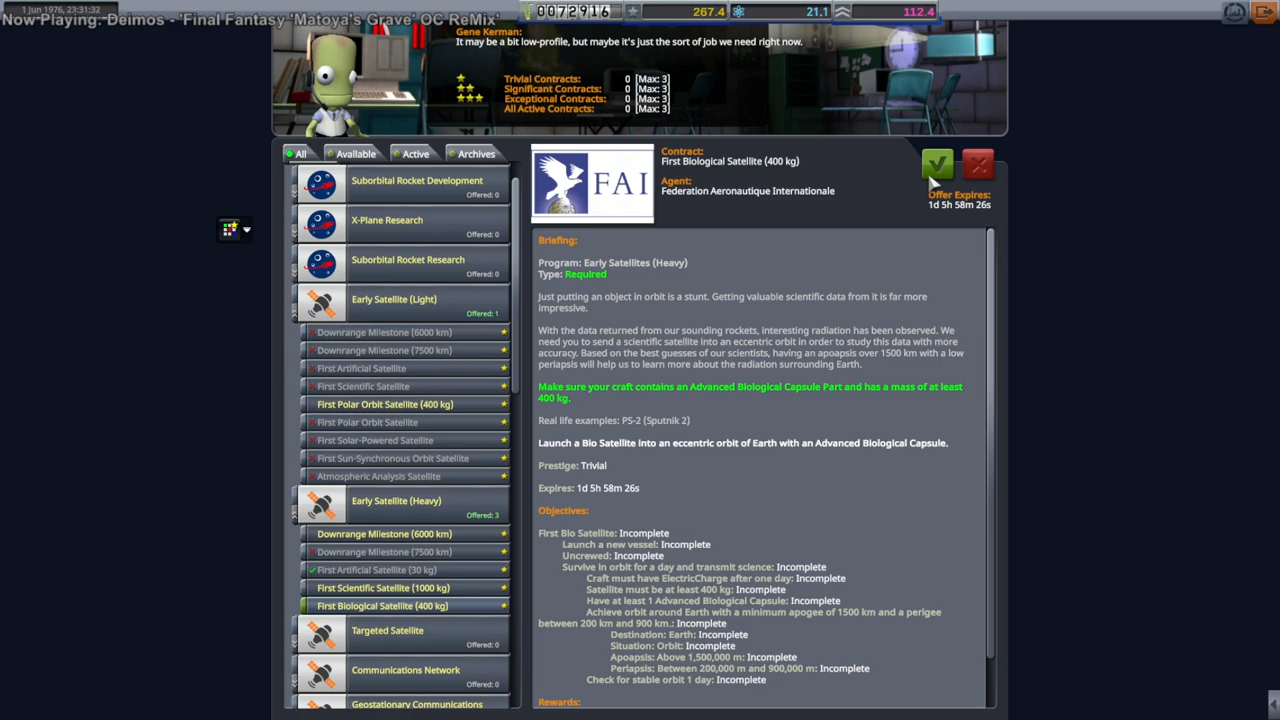 1 Jun 1976, 23:31:32
Now Playing: Deimos - 'Final Fantasy 'Matoya's Grave' OC ReMix'
0072916
267.4
21.1
112.4
Gene Kerman:
It may be a bit low-profile, but maybe it's just the sort of job we need right now.
Trivial Contracts: 0 [Max: 3]
Significant Contracts: 0 [Max: 3]
Exceptional Contracts: 0 [Max: 3]
All Active Contracts: 0 [Max: 3]
All
Available
Active
Archives
Suborbital Rocket Development
Offered: 0
X-Plane Research
Offered: 0
Suborbital Rocket Research
Offered: 0
Early Satellite (Light)
Offered: 1
Downrange Milestone (6000 km)
Downrange Milestone (7500 km)
First Artificial Satellite
First Scientific Satellite
First Polar Orbit Satellite (400 kg)
First Polar Orbit Satellite
First Solar-Powered Satellite
First Sun-Synchronous Orbit Satellite
Atmospheric Analysis Satellite
Early Satellite (Heavy)
Offered: 3
Downrange Milestone (6000 km)
Downrange Milestone (7500 km)
First Artificial Satellite (30 kg)
First Scientific Satellite (1000 kg)
First Biological Satellite (400 kg)
Targeted Satellite
Offered: 0
Communications Network
Offered: 0
Geostationary Communications
FAI
Contract:
First Biological Satellite (400 kg)
Agent:
Federation Aeronautique Internationale
Offer Expires:
1d 5h 58m 26s
Briefing:
Program: Early Satellites (Heavy)
Type: Required
Just putting an object in orbit is a stunt. Getting valuable scientific data from it is far more
impressive.
With the data returned from our sounding rockets, interesting radiation has been observed. We
need you to send a scientific satellite into an eccentric orbit in order to study this data with more
accuracy. Based on the best guesses of our scientists, having an apoapsis over 1500 km with a low
periapsis will help us to learn more about the radiation surrounding Earth.
Make sure your craft contains an Advanced Biological Capsule Part and has a mass of at least
400 kg.
Real life examples: PS-2 (Sputnik 2)
Launch a Bio Satellite into an eccentric orbit of Earth with an Advanced Biological Capsule.
Prestige: Trivial
Expires: 1d 5h 58m 26s
Objectives:
First Bio Satellite: Incomplete
Launch a new vessel: Incomplete
Uncrewed: Incomplete
Survive in orbit for a day and transmit science: Incomplete
Craft must have ElectricCharge after one day: Incomplete
Satellite must be at least 400 kg: Incomplete
Have at least 1 Advanced Biological Capsule: Incomplete
Achieve orbit around Earth with a minimum apogee of 1500 km and a perigee
between 200 km and 900 km.: Incomplete
Destination: Earth: Incomplete
Situation: Orbit: Incomplete
Apoapsis: Above 1,500,000 m: Incomplete
Periapsis: Between 200,000 m and 900,000 m: Incomplete
Check for stable orbit 1 day: Incomplete
Rewards: